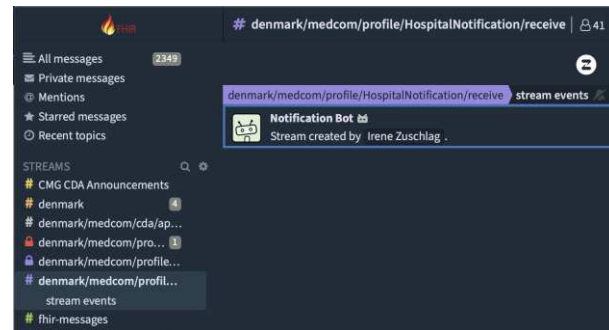 FHIR
# denmark/medcom/profile/HospitalNotification/receive | 41
All messages 2349
Private messages
@ Mentions
Starred messages
Recent topics
Z
denmark/medcom/profile/HospitalNotification/receive stream events
Notification Bot
Stream created by Irene Zuschlag .
STREAMS
# CMG CDA Announcements
# denmark 4
# denmark/medcom/cda/ap...
denmark/medcom/pro... 1
denmark/medcom/profile...
# denmark/medcom/profil...
stream events
# fhir-messages